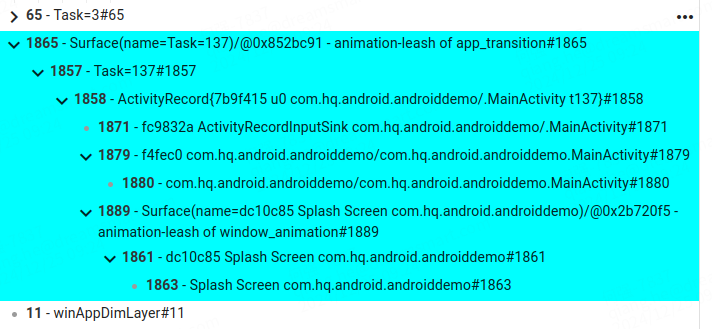 65 - Task=3#65
1865 - Surface(name=Task=137)/@0x852bc91 - animation-leash of app_transition#1865
1857 - Task=137#1857
1858 - ActivityRecord{7b9f415 u0 com.hq.android.androiddemo/.MainActivity t137}#1858
1871 - fc9832a ActivityRecordInputSink com.hq.android.androiddemo/.MainActivity#1871
1879 - f4fec0 com.hq.android.androiddemo/com.hq.android.androiddemo.MainActivity#1879
1880 - com.hq.android.androiddemo/com.hq.android.androiddemo.MainActivity#1880
1889 - Surface(name=dc10c85 Splash Screen com.hq.android.androiddemo)/@0x2b720f5 -
animation-leash of window_animation#1889
1861 - dc10c85 Splash Screen com.hq.android.androiddemo#1861
1863 - Splash Screen com.hq.android.androiddemo#1863
11 - winAppDimLayer#11